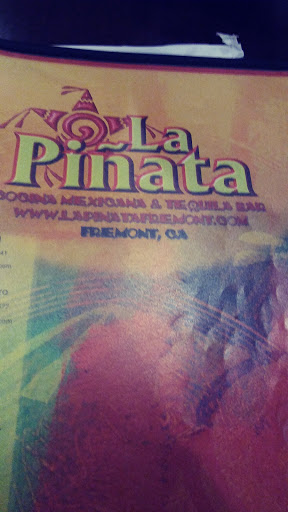 La
Piñata
COCINA MEXICANA & TEQUILA BAR
WWW.LAPINATAFREMONT.COM
FREMONT, CA